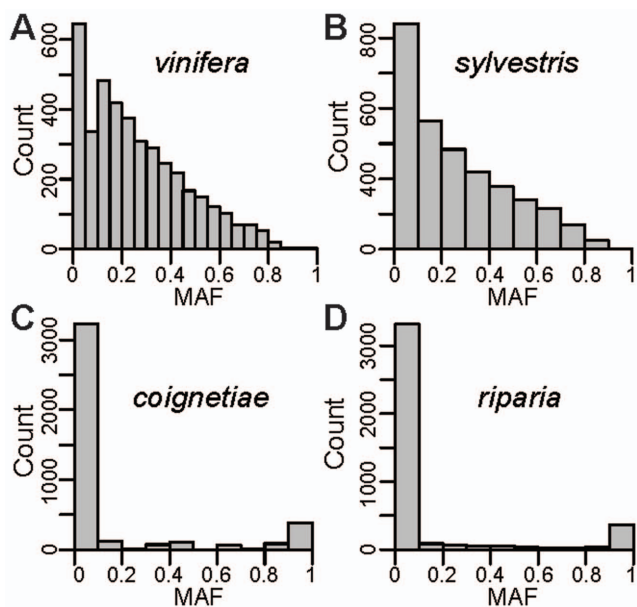 A
vinifera
Count
0 200 400 600
0 0.2 0.4 0.6 0.8 1
MAF
B
sylvestris
Count
0 400 600 800
0 0.2 0.4 0.6 0.8 1
MAF
C
coignetiae
Count
0 1000 2000 3000
0 0.2 0.4 0.6 0.8 1
MAF
D
riparia
Count
0 1000 2000 3000
0 0.2 0.4 0.6 0.8 1
MAF